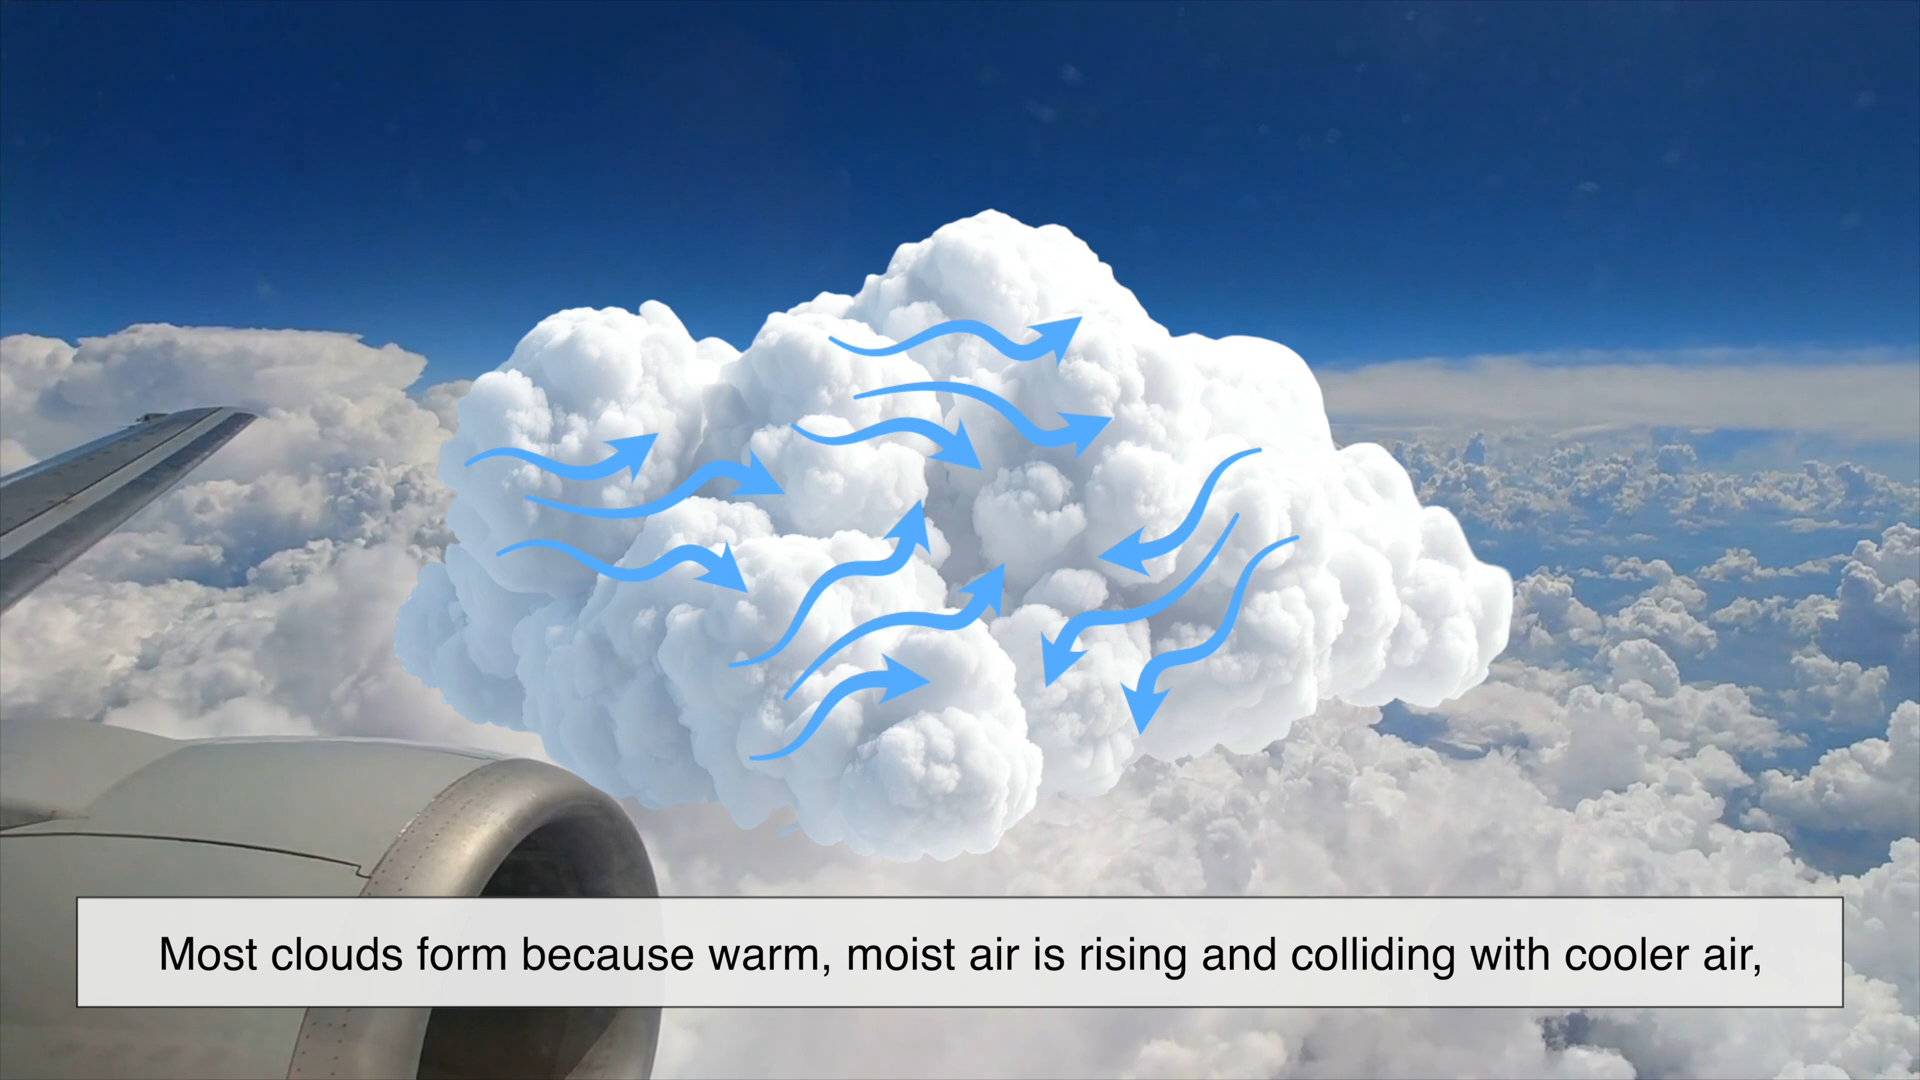 Most clouds form because warm, moist air is rising and colliding with cooler air,